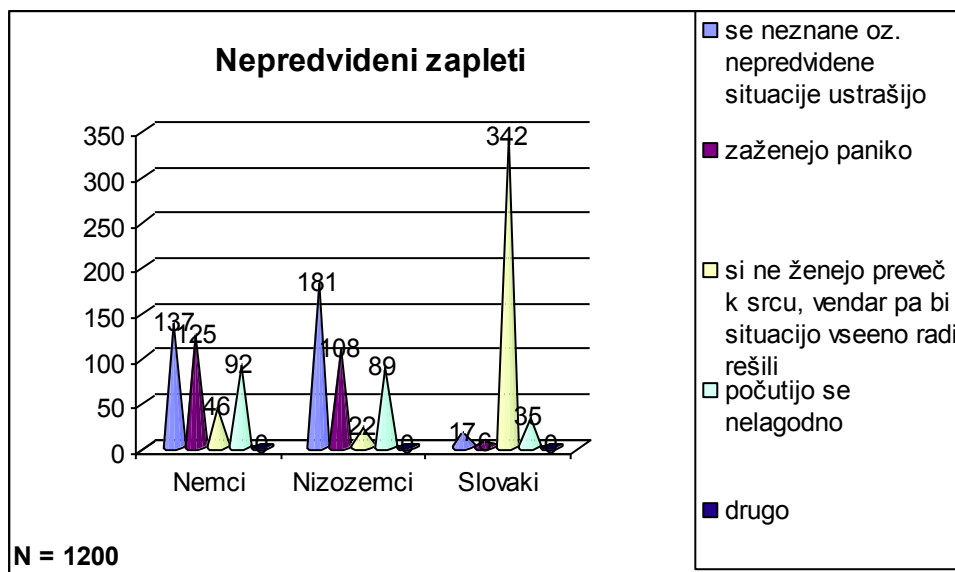 Nepredvideni zapleti
350
300
250
200
150
100
50
0
137
125
46
92
0
181
108
22
89
0
17
6
342
35
0
Nemci
Nizozemci
Slovaki
N = 1200
se neznane oz.
nepredvidene
situacije ustrašijo
zaženejo paniko
si ne ženejo preveč
k srcu, vendar pa bi
situacijo vseeno radi
rešili
počutijo se
nelagodno
drugo